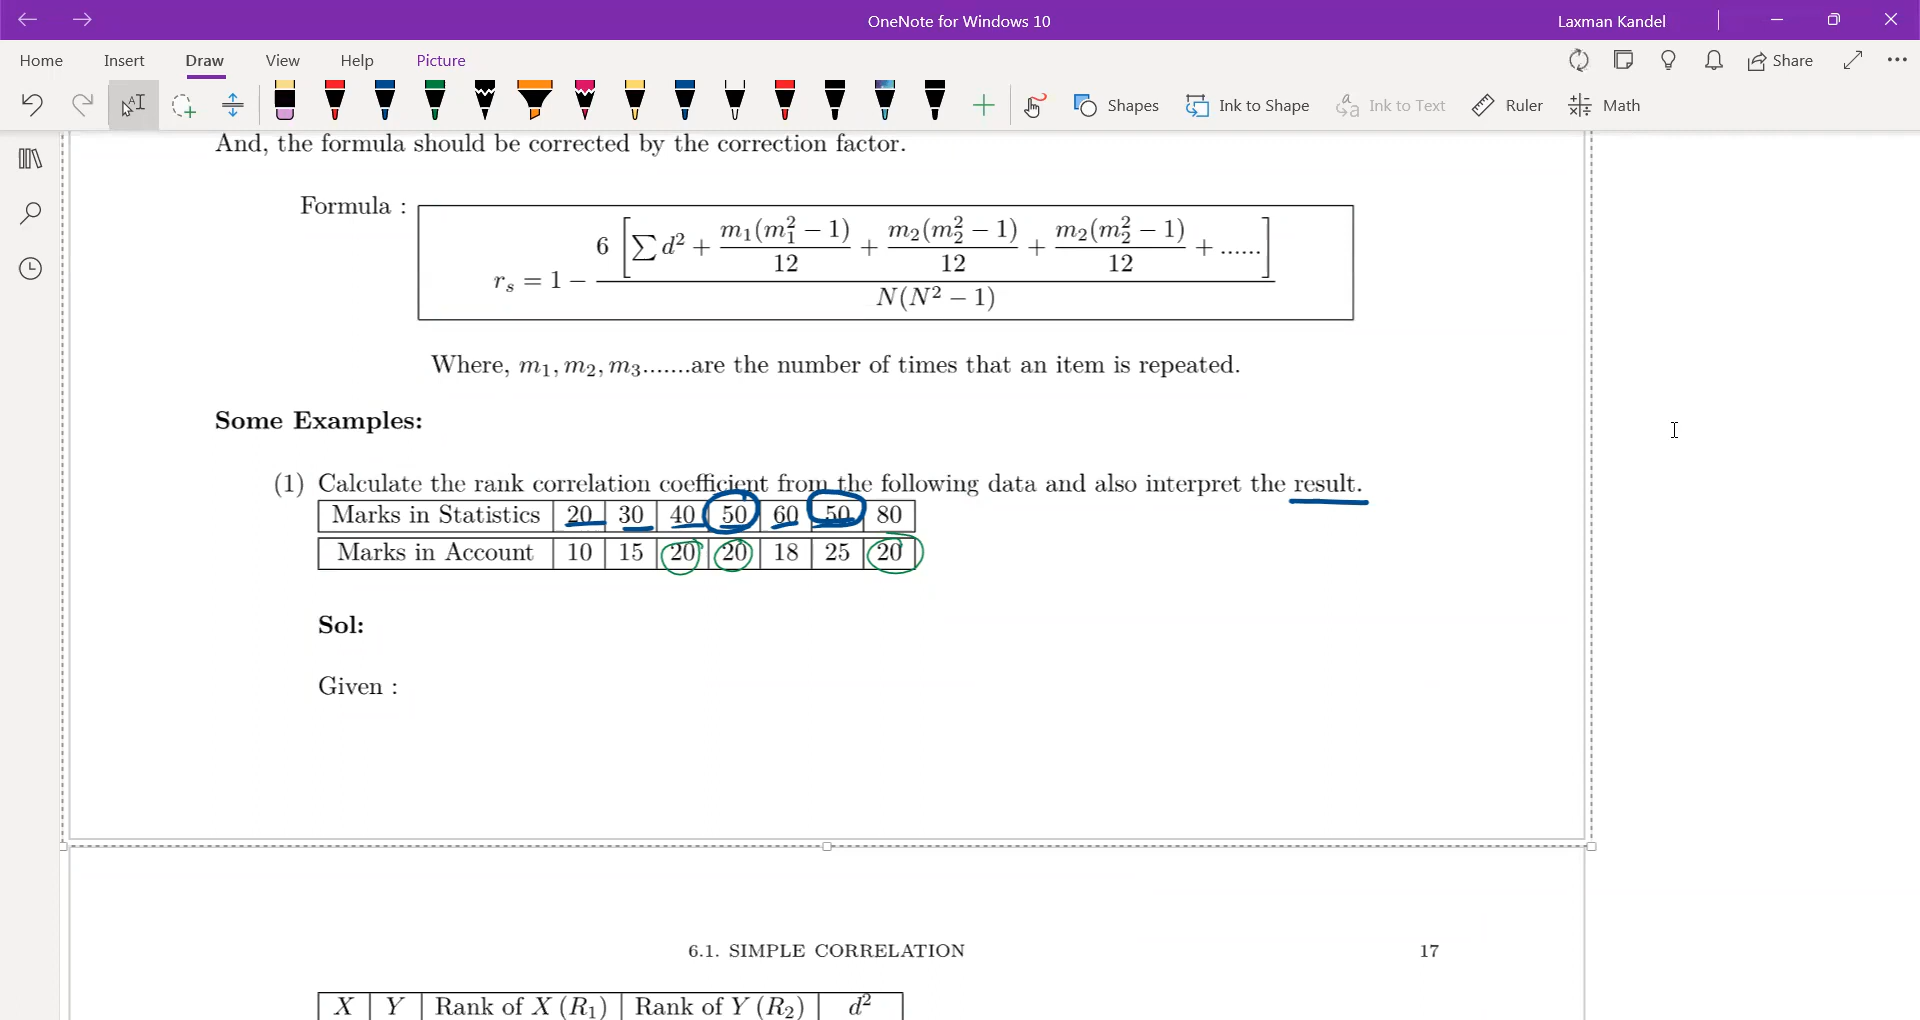 OneNote for Windows 10
Laxman Kandel
Home Insert Draw View Help Picture
Share
Shapes Ink to Shape Ink to Text Ruler Math
And, the formula should be corrected by the correction factor.
Formula : r_s = 1 − \frac{6 [∑ d² + \frac{m₁(m₁² − 1)}{12} + \frac{m₂(m₂² − 1)}{12} + \frac{m₂(m₂² − 1)}{12} + ......]}{N(N² − 1)}
Where, m₁, m₂, m₃.......are the number of times that an item is repeated.
Some Examples:
(1) Calculate the rank correlation coefficient from the following data and also interpret the result.
Marks in Statistics 20 30 40 50 60 50 80
Marks in Account 10 15 20 20 18 25 20
Sol:
Given :
6.1. SIMPLE CORRELATION 17
X Y Rank of X (R₁) Rank of Y (R₂) d²